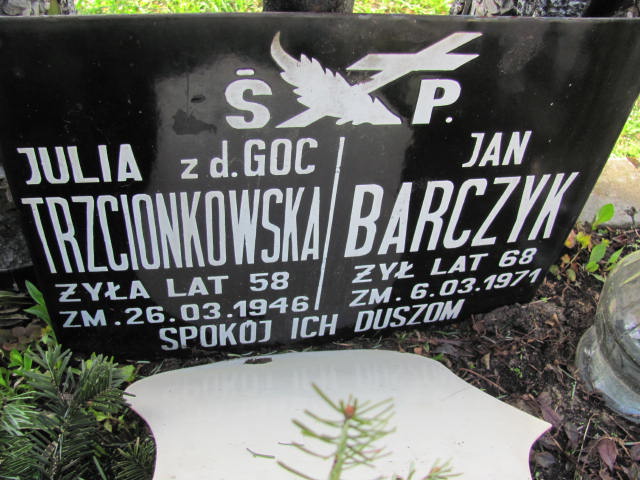 Ś P.
JULIA z d. GOC
TRZCIONKOWSKA
ŻYŁA LAT 58
ZM. 26.03.1946
JAN
BARCZYK
ŻYŁ LAT 68
ZM. 6.03.1971
SPOKÓJ ICH DUSZOM